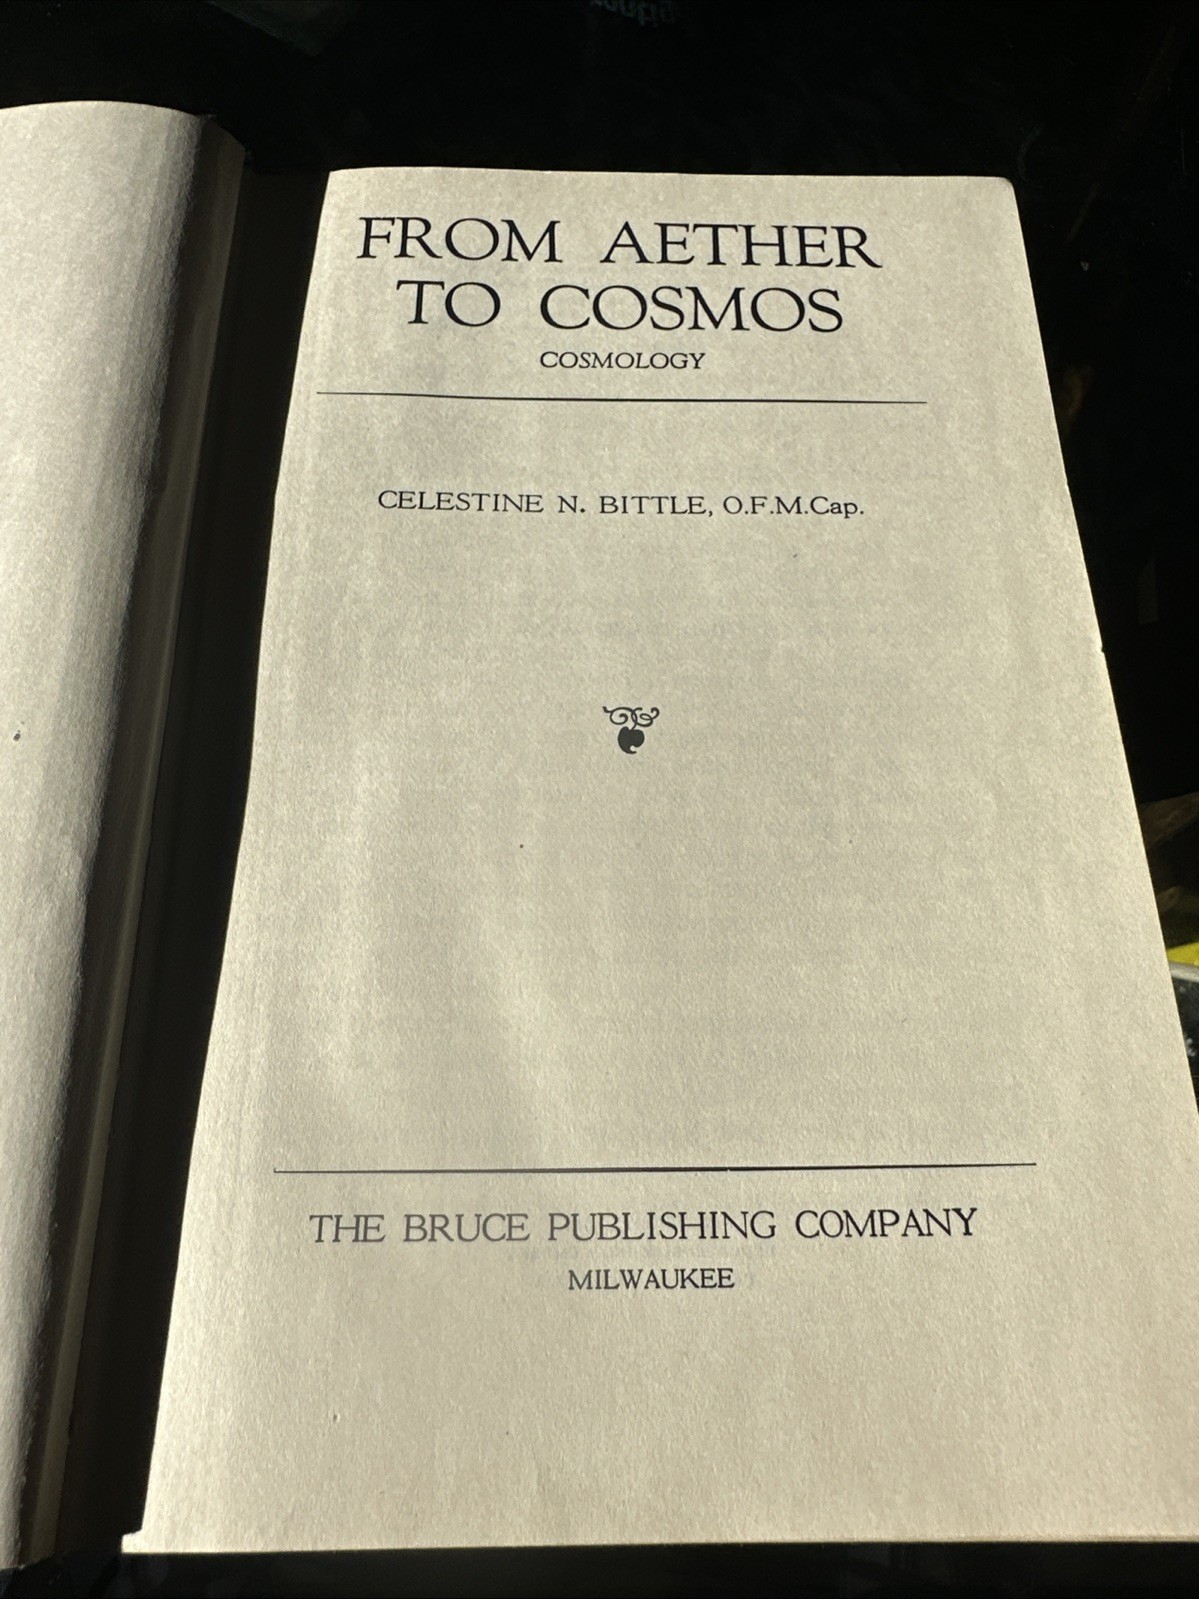 FROM AETHER
TO COSMOS
COSMOLOGY
CELESTINE N. BITTLE, O.F.M.Cap.
THE BRUCE PUBLISHING COMPANY
MILWAUKEE